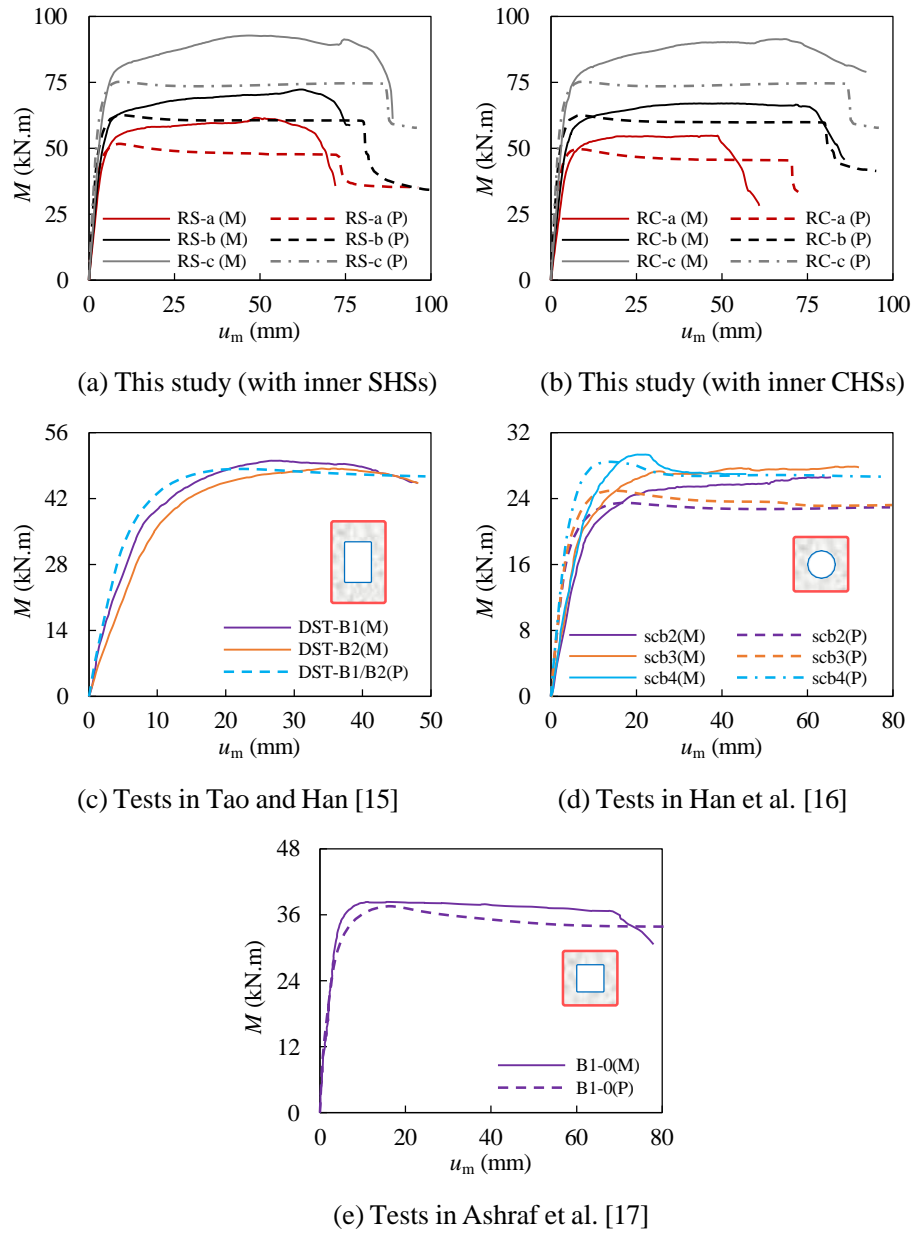 100
75
50
25
0
M (kN.m)
RS-a (M) RS-a (P)
RS-b (M) RS-b (P)
RS-c (M) RS-c (P)
0 25 50 75 100
um (mm)
(a) This study (with inner SHSs)
100
75
50
25
0
M (kN.m)
RC-a (M) RC-a (P)
RC-b (M) RC-b (P)
RC-c (M) RC-c (P)
0 25 50 75 100
um (mm)
(b) This study (with inner CHSs)
56
42
28
14
0
M (kN.m)
DST-B1(M)
DST-B2(M)
DST-B1/B2(P)
0 10 20 30 40 50
um (mm)
(c) Tests in Tao and Han [15]
32
24
16
8
0
M (kN.m)
scb2(M) scb2(P)
scb3(M) scb3(P)
scb4(M) scb4(P)
0 20 40 60 80
um (mm)
(d) Tests in Han et al. [16]
48
36
24
12
0
M (kN.m)
B1-0(M)
B1-0(P)
0 20 40 60 80
um (mm)
(e) Tests in Ashraf et al. [17]